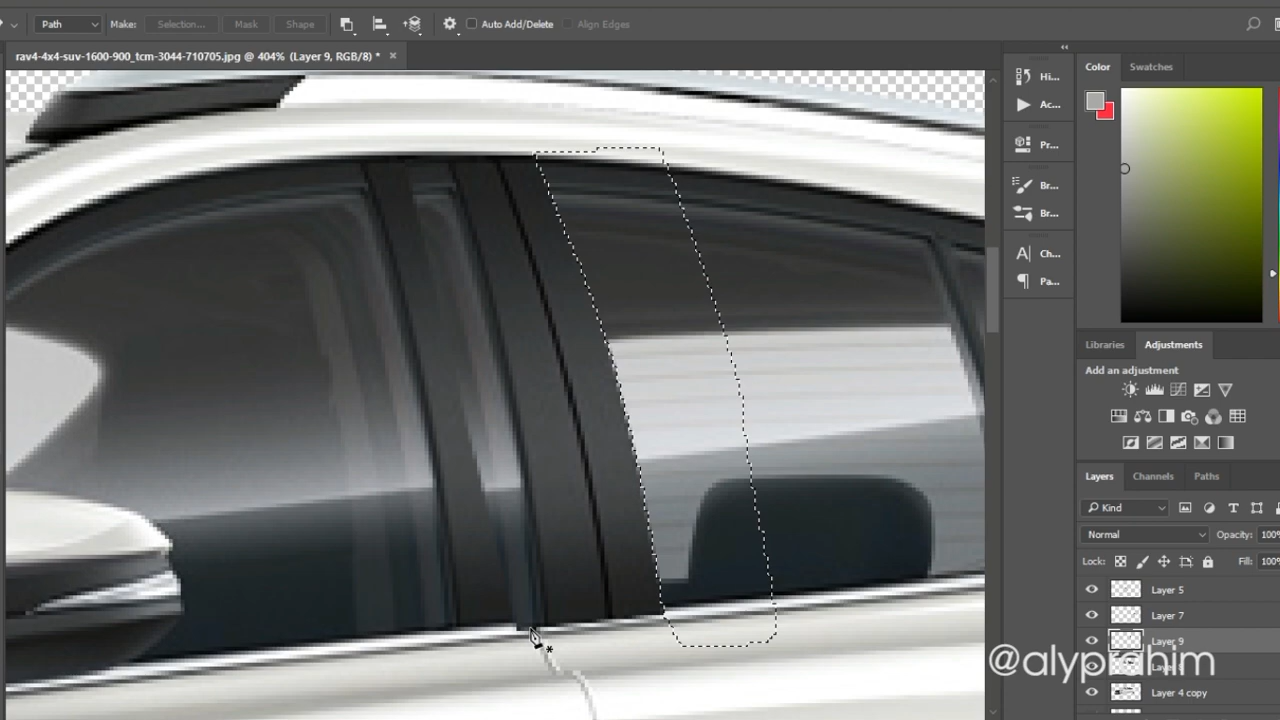 Path Make: Selection... Mask Shape Auto Add/Delete Align Edges
rav4-4x4-suv-1600-900_tcm-3044-710705.jpg @ 404% (Layer 9, RGB/8) *
Hi...
Ac...
Pr...
Br...
Br...
Ch...
Pa...
Color Swatches
Libraries Adjustments
Add an adjustment
Layers Channels Paths
Kind
Normal Opacity: 100%
Lock: Fill: 100%
Layer 5
Layer 7
Layer 9
@alyprahim
Layer 4 copy